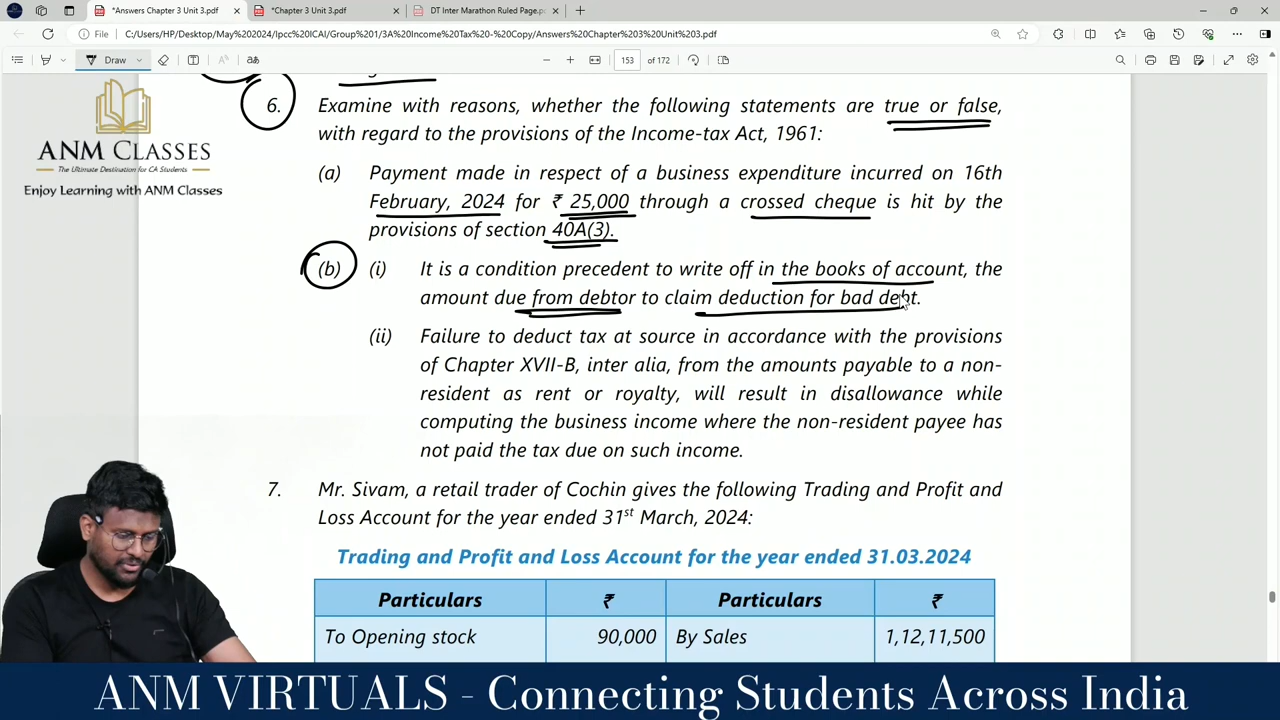 *Answers Chapter 3 Unit 3.pdf
*Chapter 3 Unit 3.pdf
DT Inter Marathon Ruled Page.p
File
C:/Users/HP/Desktop/May%202024/Ipcc%20ICAI/Group%201/3A%20Income%20Tax%20-%20Copy/Answers%20Chapter%203%20Unit%203.pdf
Draw
153 of 172
6. Examine with reasons, whether the following statements are true or false,
with regard to the provisions of the Income-tax Act, 1961:
ANM CLASSES
The Ultimate Destination for CA Students
Enjoy Learning with ANM Classes
(a) Payment made in respect of a business expenditure incurred on 16th
February, 2024 for ₹ 25,000 through a crossed cheque is hit by the
provisions of section 40A(3).
(b) (i) It is a condition precedent to write off in the books of account, the
amount due from debtor to claim deduction for bad debt.
(ii) Failure to deduct tax at source in accordance with the provisions
of Chapter XVII-B, inter alia, from the amounts payable to a non-
resident as rent or royalty, will result in disallowance while
computing the business income where the non-resident payee has
not paid the tax due on such income.
7. Mr. Sivam, a retail trader of Cochin gives the following Trading and Profit and
Loss Account for the year ended 31st March, 2024:
Trading and Profit and Loss Account for the year ended 31.03.2024
Particulars ₹ Particulars ₹
To Opening stock 90,000 By Sales 1,12,11,500
ANM VIRTUALS - Connecting Students Across India